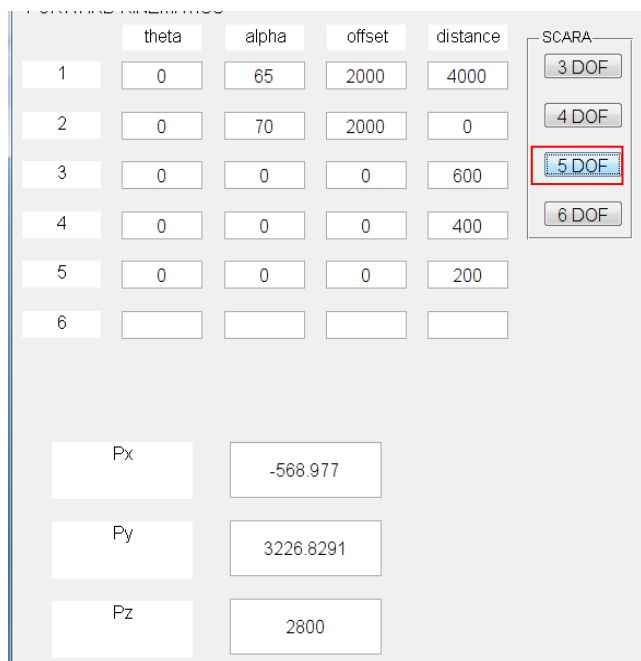 theta alpha offset distance SCARA
1 0 65 2000 4000 3 DOF
2 0 70 2000 0 4 DOF
3 0 0 0 600 5 DOF
4 0 0 0 400 6 DOF
5 0 0 0 200
6
Px -568.977
Py 3226.8291
Pz 2800